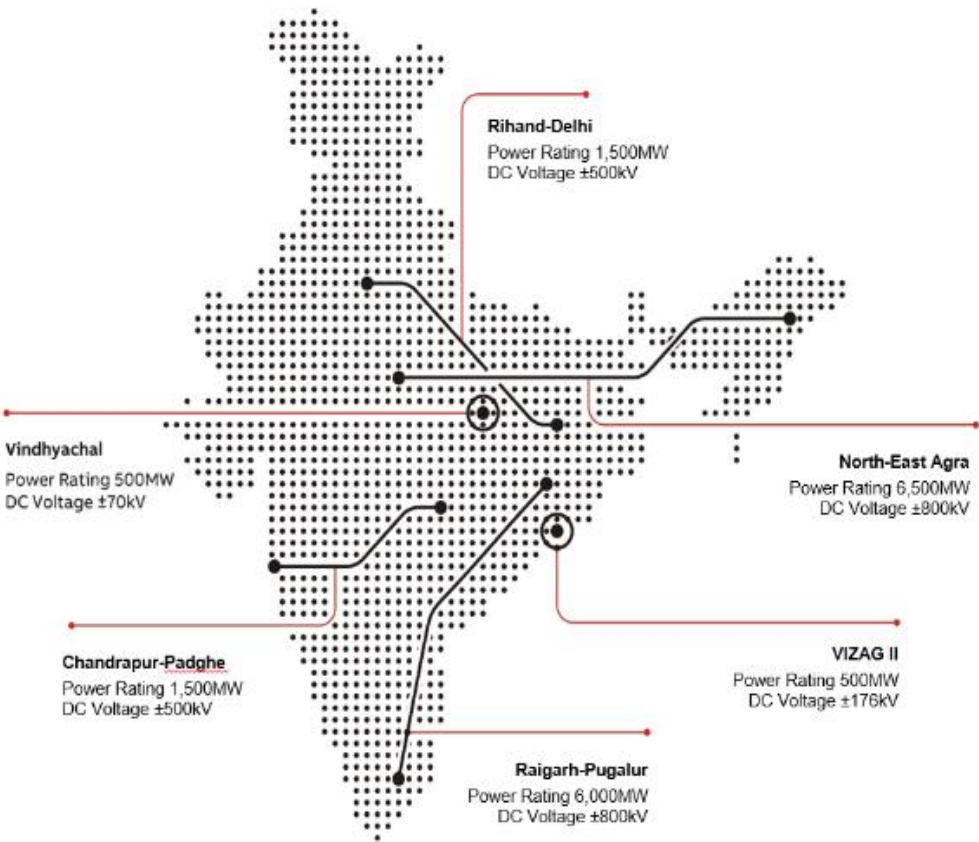 Rihand-Delhi
Power Rating 1,500MW
DC Voltage ±500kV
Vindhyachal
Power Rating 500MW
DC Voltage ±70kV
North-East Agra
Power Rating 6,500MW
DC Voltage ±800kV
Chandrapur-Padghe
Power Rating 1,500MW
DC Voltage ±500kV
VIZAG II
Power Rating 500MW
DC Voltage ±176kV
Raigarh-Pugalur
Power Rating 6,000MW
DC Voltage ±800kV